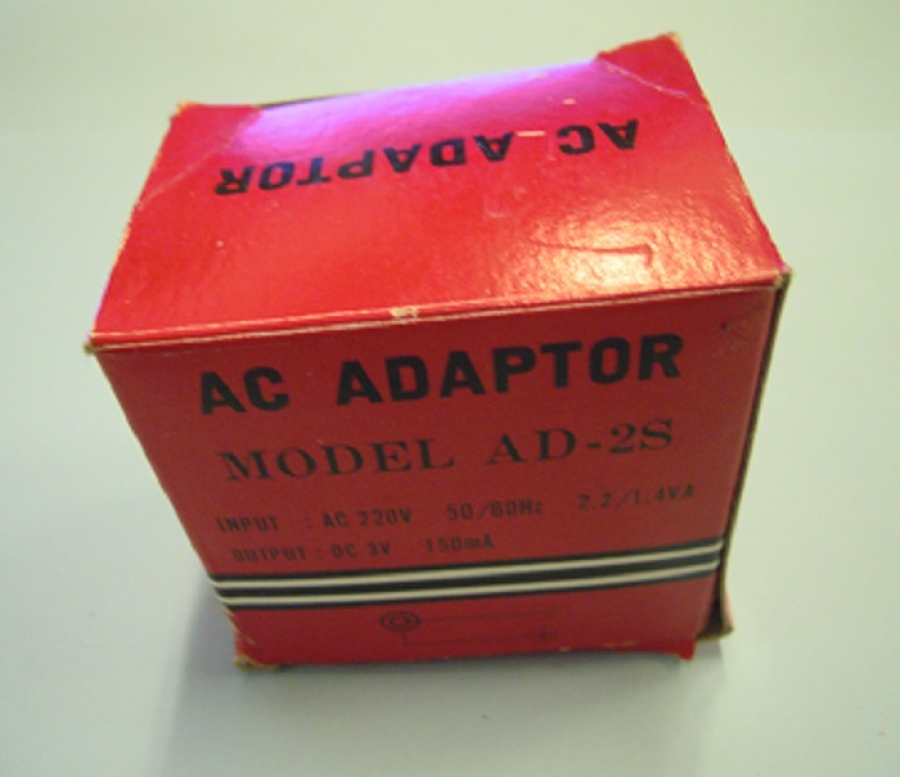 AC ADAPTOR
AC ADAPTOR
MODEL AD-2S
INPUT : AC 220V 50/60Hz 2.2/1.4VA
OUTPUT : DC 3V 150mA